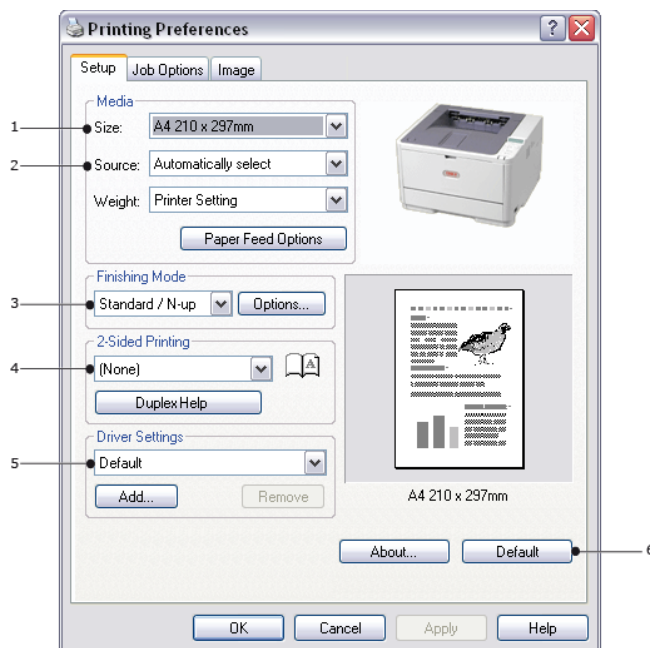 Printing Preferences
Setup Job Options Image
Media
1 Size: A4 210 x 297mm
2 Source: Automatically select
Weight: Printer Setting
Paper Feed Options
Finishing Mode
3 Standard / N-up Options...
2-Sided Printing
4 (None) A
Duplex Help
Driver Settings
5 Default
Add... Remove
A4 210 x 297mm
About... Default 6
OK Cancel Apply Help